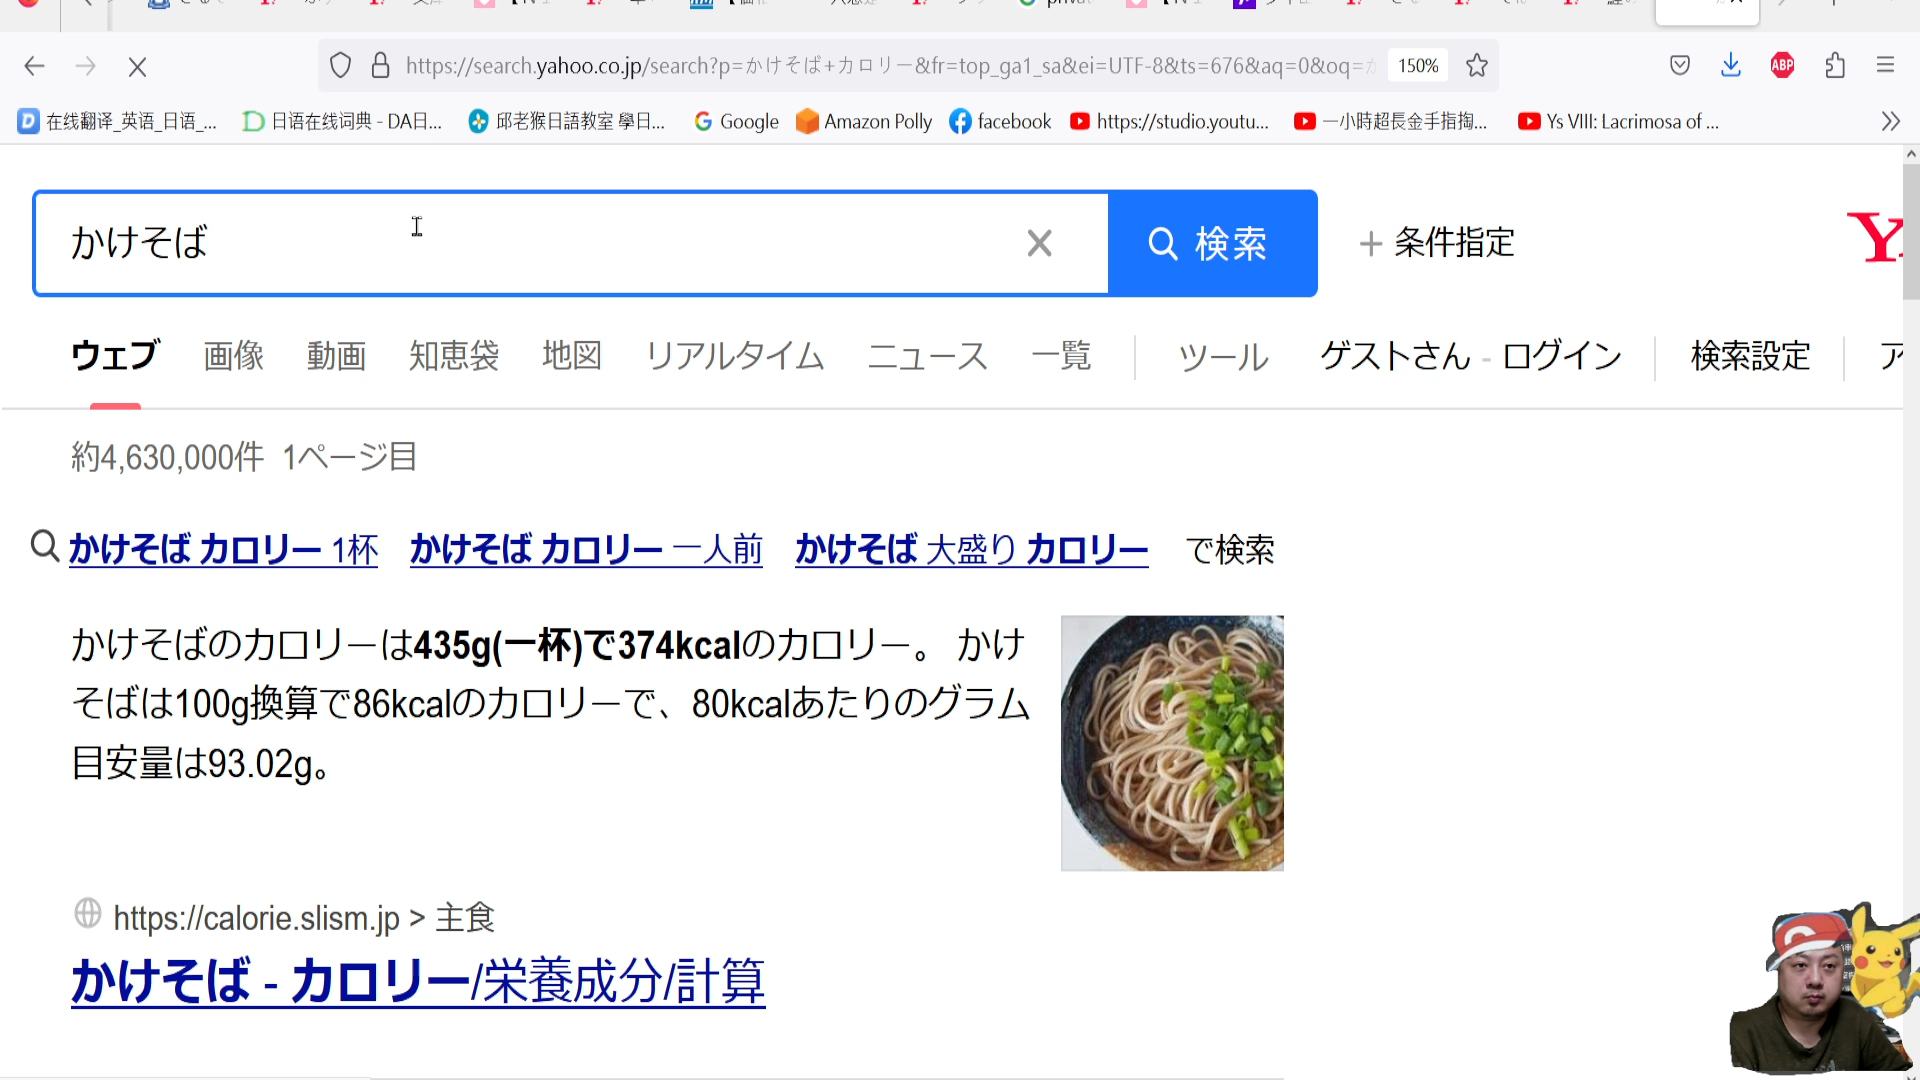 https://search.yahoo.co.jp/search?p=かけそば+カロリー&fr=top_ga1_sa&ei=UTF-8&ts=676&aq=0&oq=か
150%
ABP
在线翻译_英语_日语_...
日语在线词典 - DA日...
邱老猴日語教室 學日...
Google
Amazon Polly
facebook
https://studio.youtu...
一小時超長金手指掏...
Ys VIII: Lacrimosa of ...
かけそば
検索
+ 条件指定
ウェブ 画像 動画 知恵袋 地図 リアルタイム ニュース 一覧 ツール ゲストさん - ログイン 検索設定
約4,630,000件 1ページ目
かけそば カロリー 1杯 かけそば カロリー 一人前 かけそば 大盛り カロリー で検索
かけそばのカロリーは435g(一杯)で374kcalのカロリー。 かけ
そばは100g換算で86kcalのカロリーで、80kcalあたりのグラム
目安量は93.02g。
https://calorie.slism.jp > 主食
かけそば - カロリー/栄養成分/計算